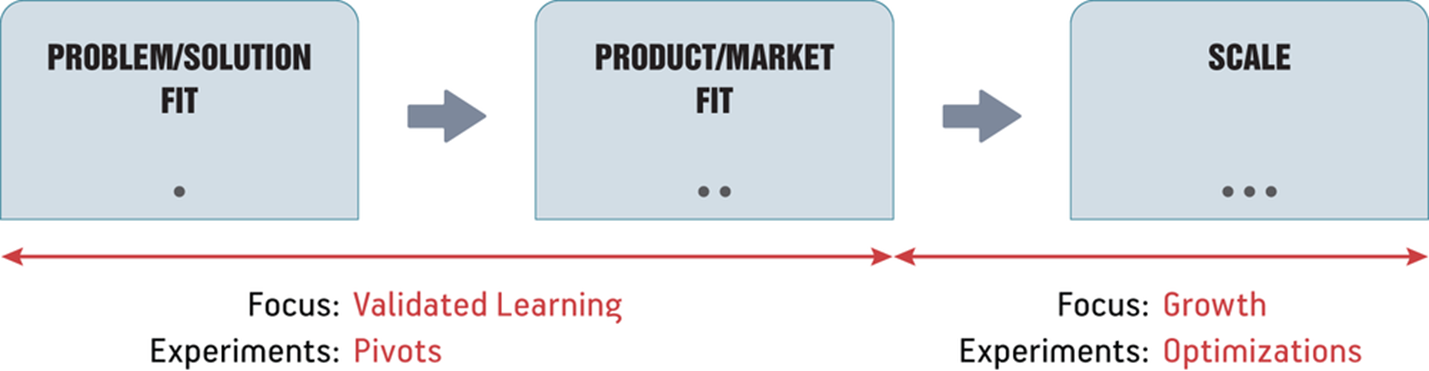 PROBLEM/SOLUTION
FIT
PRODUCT/MARKET
FIT
SCALE
Focus: Validated Learning
Experiments: Pivots
Focus: Growth
Experiments: Optimizations